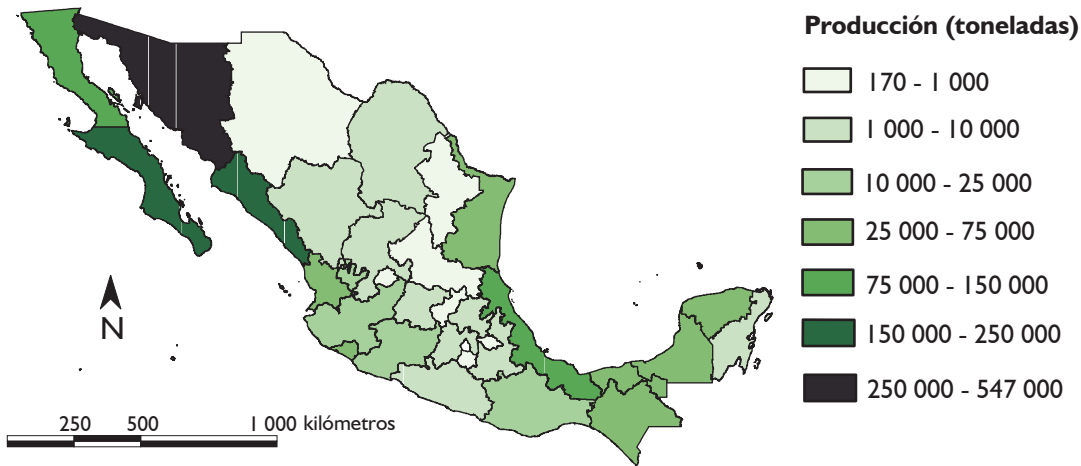 Producción (toneladas)
170 - 1 000
1 000 - 10 000
10 000 - 25 000
25 000 - 75 000
75 000 - 150 000
150 000 - 250 000
250 000 - 547 000
N
250 500 1 000 kilómetros